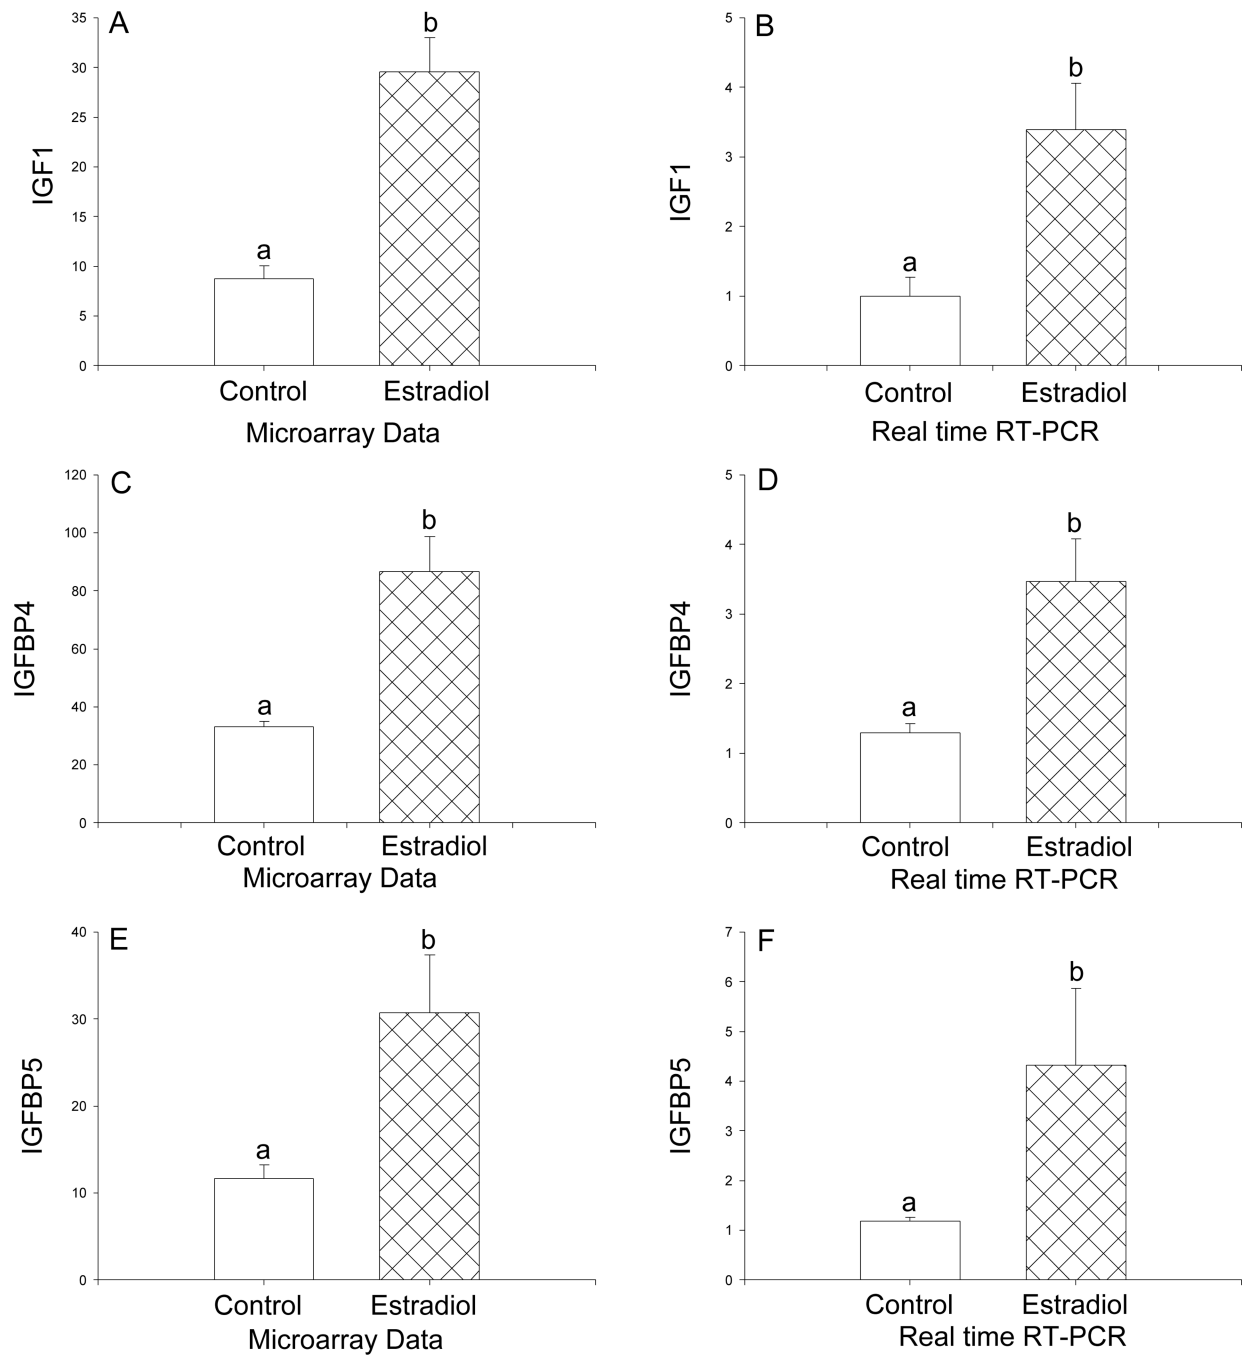 A
35
30
25
20
15
10
5
0
IGF1
a
b
Control Estradiol
Microarray Data
B
5
4
3
2
1
0
IGF1
a
b
Control Estradiol
Real time RT-PCR
C
120
100
80
60
40
20
0
IGFBP4
a
b
Control Estradiol
Microarray Data
D
5
4
3
2
1
0
IGFBP4
a
b
Control Estradiol
Real time RT-PCR
E
40
30
20
10
0
IGFBP5
a
b
Control Estradiol
Microarray Data
F
7
6
5
4
3
2
1
0
IGFBP5
a
b
Control Estradiol
Real time RT-PCR